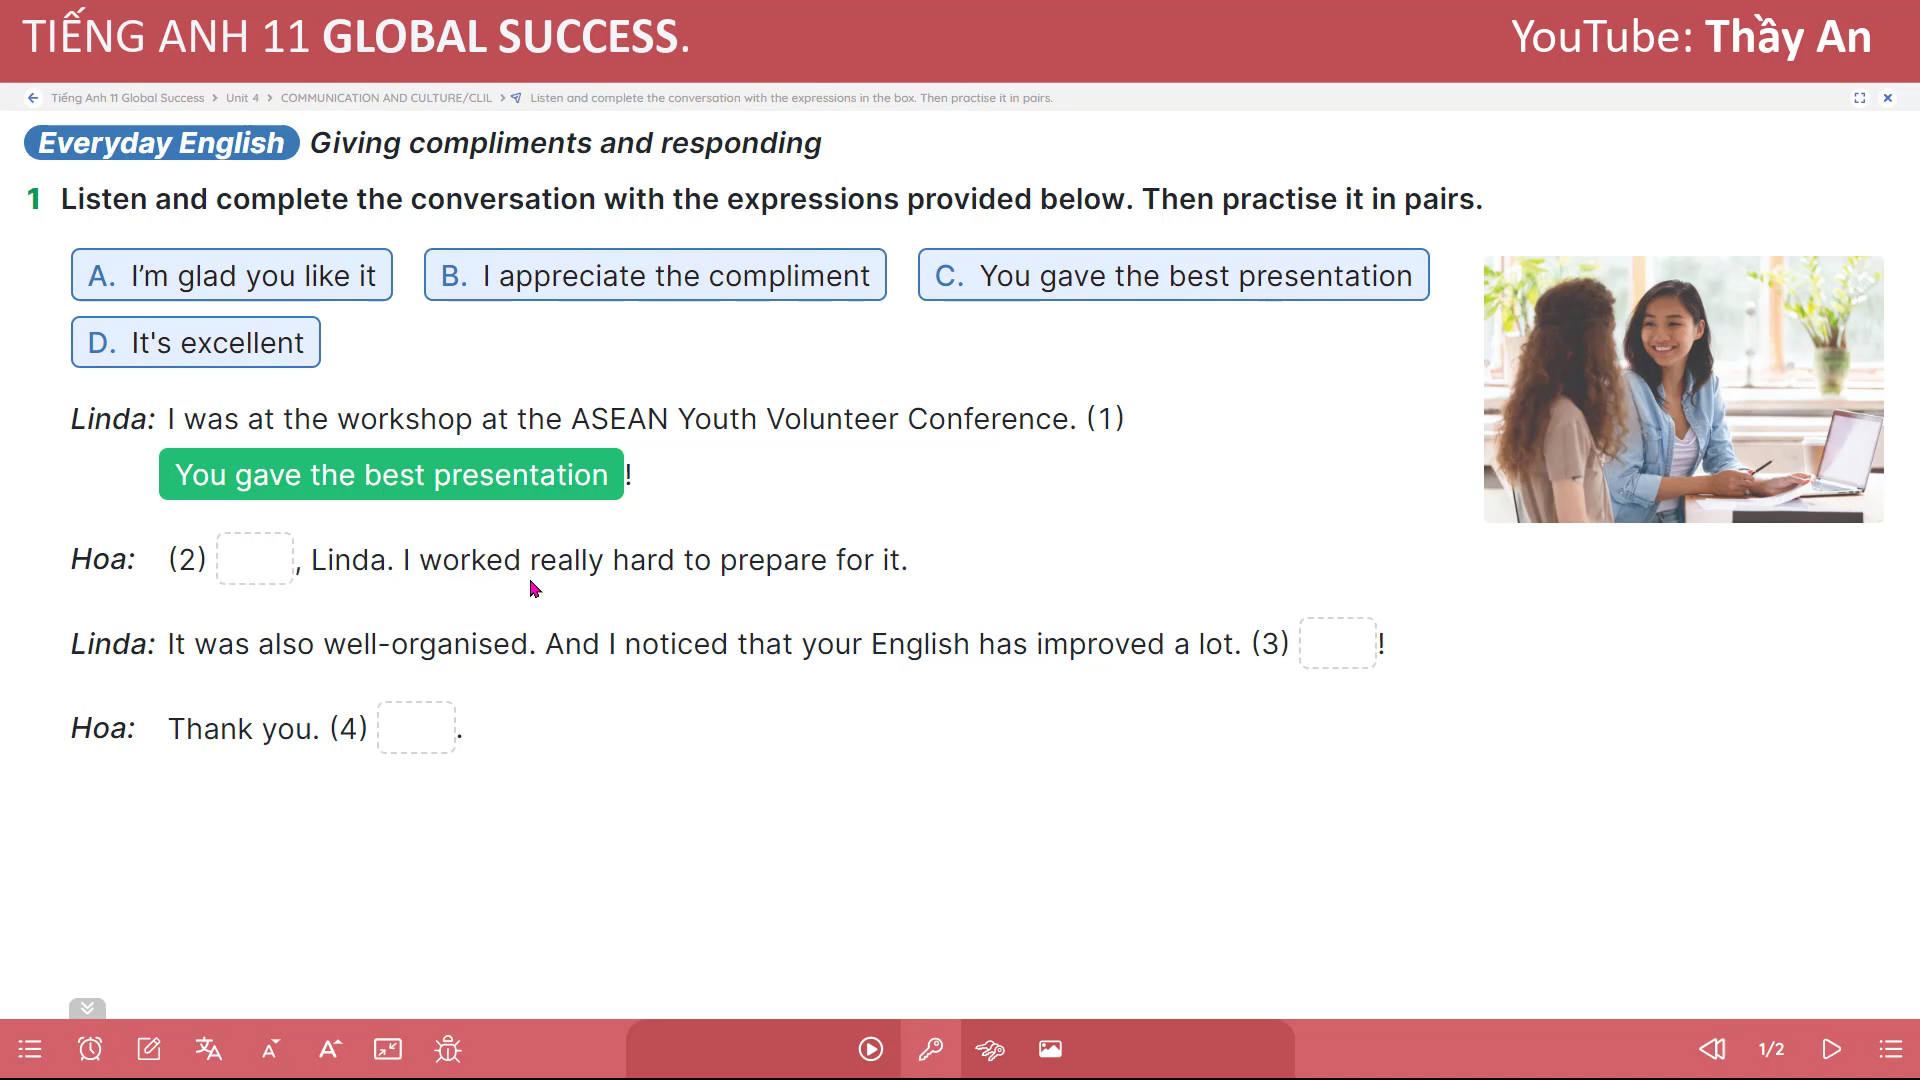 TIẾNG ANH 11 GLOBAL SUCCESS.
YouTube: Thầy An
Tiếng Anh 11 Global Success > Unit 4 > COMMUNICATION AND CULTURE/CLIL > Listen and complete the conversation with the expressions in the box. Then practise it in pairs.
Everyday English Giving compliments and responding
1 Listen and complete the conversation with the expressions provided below. Then practise it in pairs.
A. I’m glad you like it
B. I appreciate the compliment
C. You gave the best presentation
D. It's excellent
Linda: I was at the workshop at the ASEAN Youth Volunteer Conference. (1)
You gave the best presentation!
Hoa: (2) , Linda. I worked really hard to prepare for it.
Linda: It was also well-organised. And I noticed that your English has improved a lot. (3) !
Hoa: Thank you. (4) .
1/2